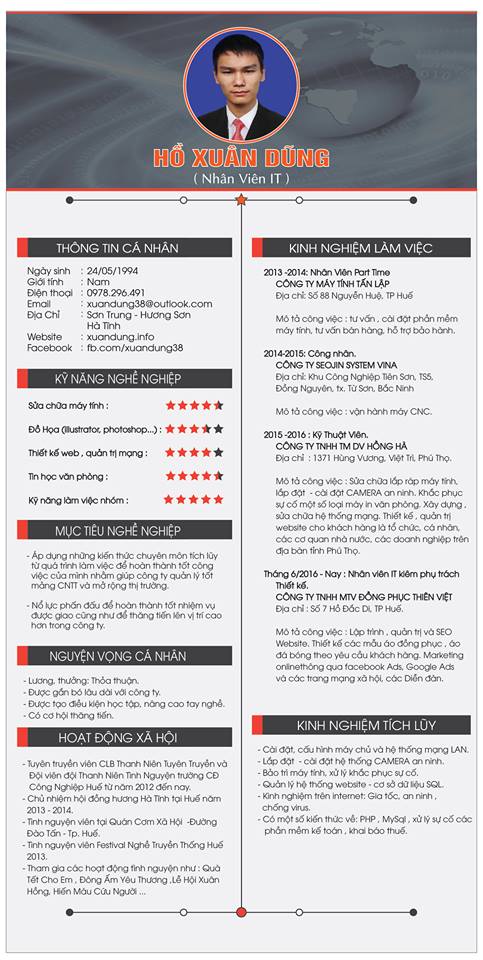 HỒ XUÂN DŨNG
( Nhân Viên IT )
THÔNG TIN CÁ NHÂN
Ngày sinh : 24/05/1994
Giới tính : Nam
Điện thoại : 0978.296.491
Email : xuandung38@outlook.com
Địa Chỉ : Sơn Trung - Hương Sơn
Hà Tĩnh
Website : xuandung.info
Facebook : fb.com/xuandung38
KỸ NĂNG NGHỀ NGHIỆP
Sửa chữa máy tính :
Đồ Họa (illustrator, photoshop...) :
Thiết kế web , quản trị mạng :
Tin học văn phòng :
Kỹ năng làm việc nhóm :
MỤC TIÊU NGHỀ NGHIỆP
- Áp dụng những kiến thức chuyên môn tích lũy
từ quá trình làm việc để hoàn thành tốt công
việc của mình nhằm giúp công ty quản lý tốt
mảng CNTT và mở rộng thị trường.
- Nổ lực phấn đấu để hoàn thành tốt nhiệm vụ
được giao cũng như để thăng tiến lên vị trí cao
hơn trong công ty.
NGUYỆN VỌNG CÁ NHÂN
- Lương, thưởng: Thỏa thuận.
- Được gắn bó lâu dài với công ty.
- Được tạo điều kiện học tập, nâng cao tay nghề.
- Có cơ hội thăng tiến.
HOẠT ĐỘNG XÃ HỘI
- Tuyên truyền viên CLB Thanh Niên Tuyên Truyền và
Đội viên đội Thanh Niên Tình Nguyện trường CĐ
Công Nghiệp Huế từ năm 2012 đến nay.
- Chủ nhiệm hội đồng hương Hà Tĩnh tại Huế năm
2013 - 2014.
- Tình nguyện viên tại Quán Cơm Xã Hội -Đường
Đào Tấn - Tp. Huế.
- Tình nguyện viên Festival Nghề Truyền Thống Huế
2013.
- Tham gia các hoạt động tình nguyện như : Quà
Tết Cho Em , Đông Ấm Yêu Thương ,Lễ Hội Xuân
Hồng, Hiến Máu Cứu Người ...
KINH NGHIỆM LÀM VIỆC
2013 -2014: Nhân Viên Part Time
CÔNG TY MÁY TÍNH TẤN LẬP
Địa chỉ: Số 88 Nguyễn Huệ, TP Huế
Mô tả công việc : tư vấn , cài đặt phần mềm
máy tính, tư vấn bán hàng, hỗ trợ bảo hành.
2014-2015: Công nhân.
CÔNG TY SEOJIN SYSTEM VINA
Địa chỉ: Khu Công Nghiệp Tiên Sơn, TS5,
Đồng Nguyên, tx. Từ Sơn, Bắc Ninh
Mô tả công việc : vận hành máy CNC.
2015 -2016 : Kỹ Thuật Viên.
CÔNG TY TNHH TM DV HỒNG HÀ
Địa chỉ : 1371 Hùng Vương, Việt Trì, Phú Thọ.
Mô tả công việc : Sửa chữa lắp ráp máy tính,
lắp đặt - cài đặt CAMERA an ninh. Khắc phục
sự cố một số loại máy in văn phòng. Xây dựng ,
sửa chữa hệ thống mạng. Thiết kế , quản trị
website cho khách hàng là tổ chức, cá nhân,
các cơ quan nhà nước, các doanh nghiệp trên
địa bàn tỉnh Phú Thọ.
Tháng 6/2016 - Nay : Nhân viên IT kiêm phụ trách
Thiết kế.
CÔNG TY TNHH MTV ĐỒNG PHỤC THIÊN VIỆT
Địa chỉ : Số 7 Hồ Đắc Di, TP Huế.
Mô tả công việc : Lập trình , quản trị và SEO
Website. Thiết kế các mẫu áo đồng phục , áo
đá bóng theo yêu cầu khách hàng. Marketing
onlinethông qua facebook Ads, Google Ads
và các trang mạng xã hội, các Diễn đàn.
KINH NGHIỆM TÍCH LŨY
- Cài đặt, cấu hình máy chủ và hệ thống mạng LAN.
- Lắp đặt - cài đặt hệ thống CAMERA an ninh.
- Bảo trì máy tính, xử lý khắc phục sự cố.
- Quản lý hệ thống website - cơ sở dữ liệu SQL.
- Kinh nghiệm trên internet: Gia tốc, an ninh ,
chống virus.
- Có một số kiến thức về: PHP , MySql , xử lý sự cố các
phần mềm kế toán , khai báo thuế.